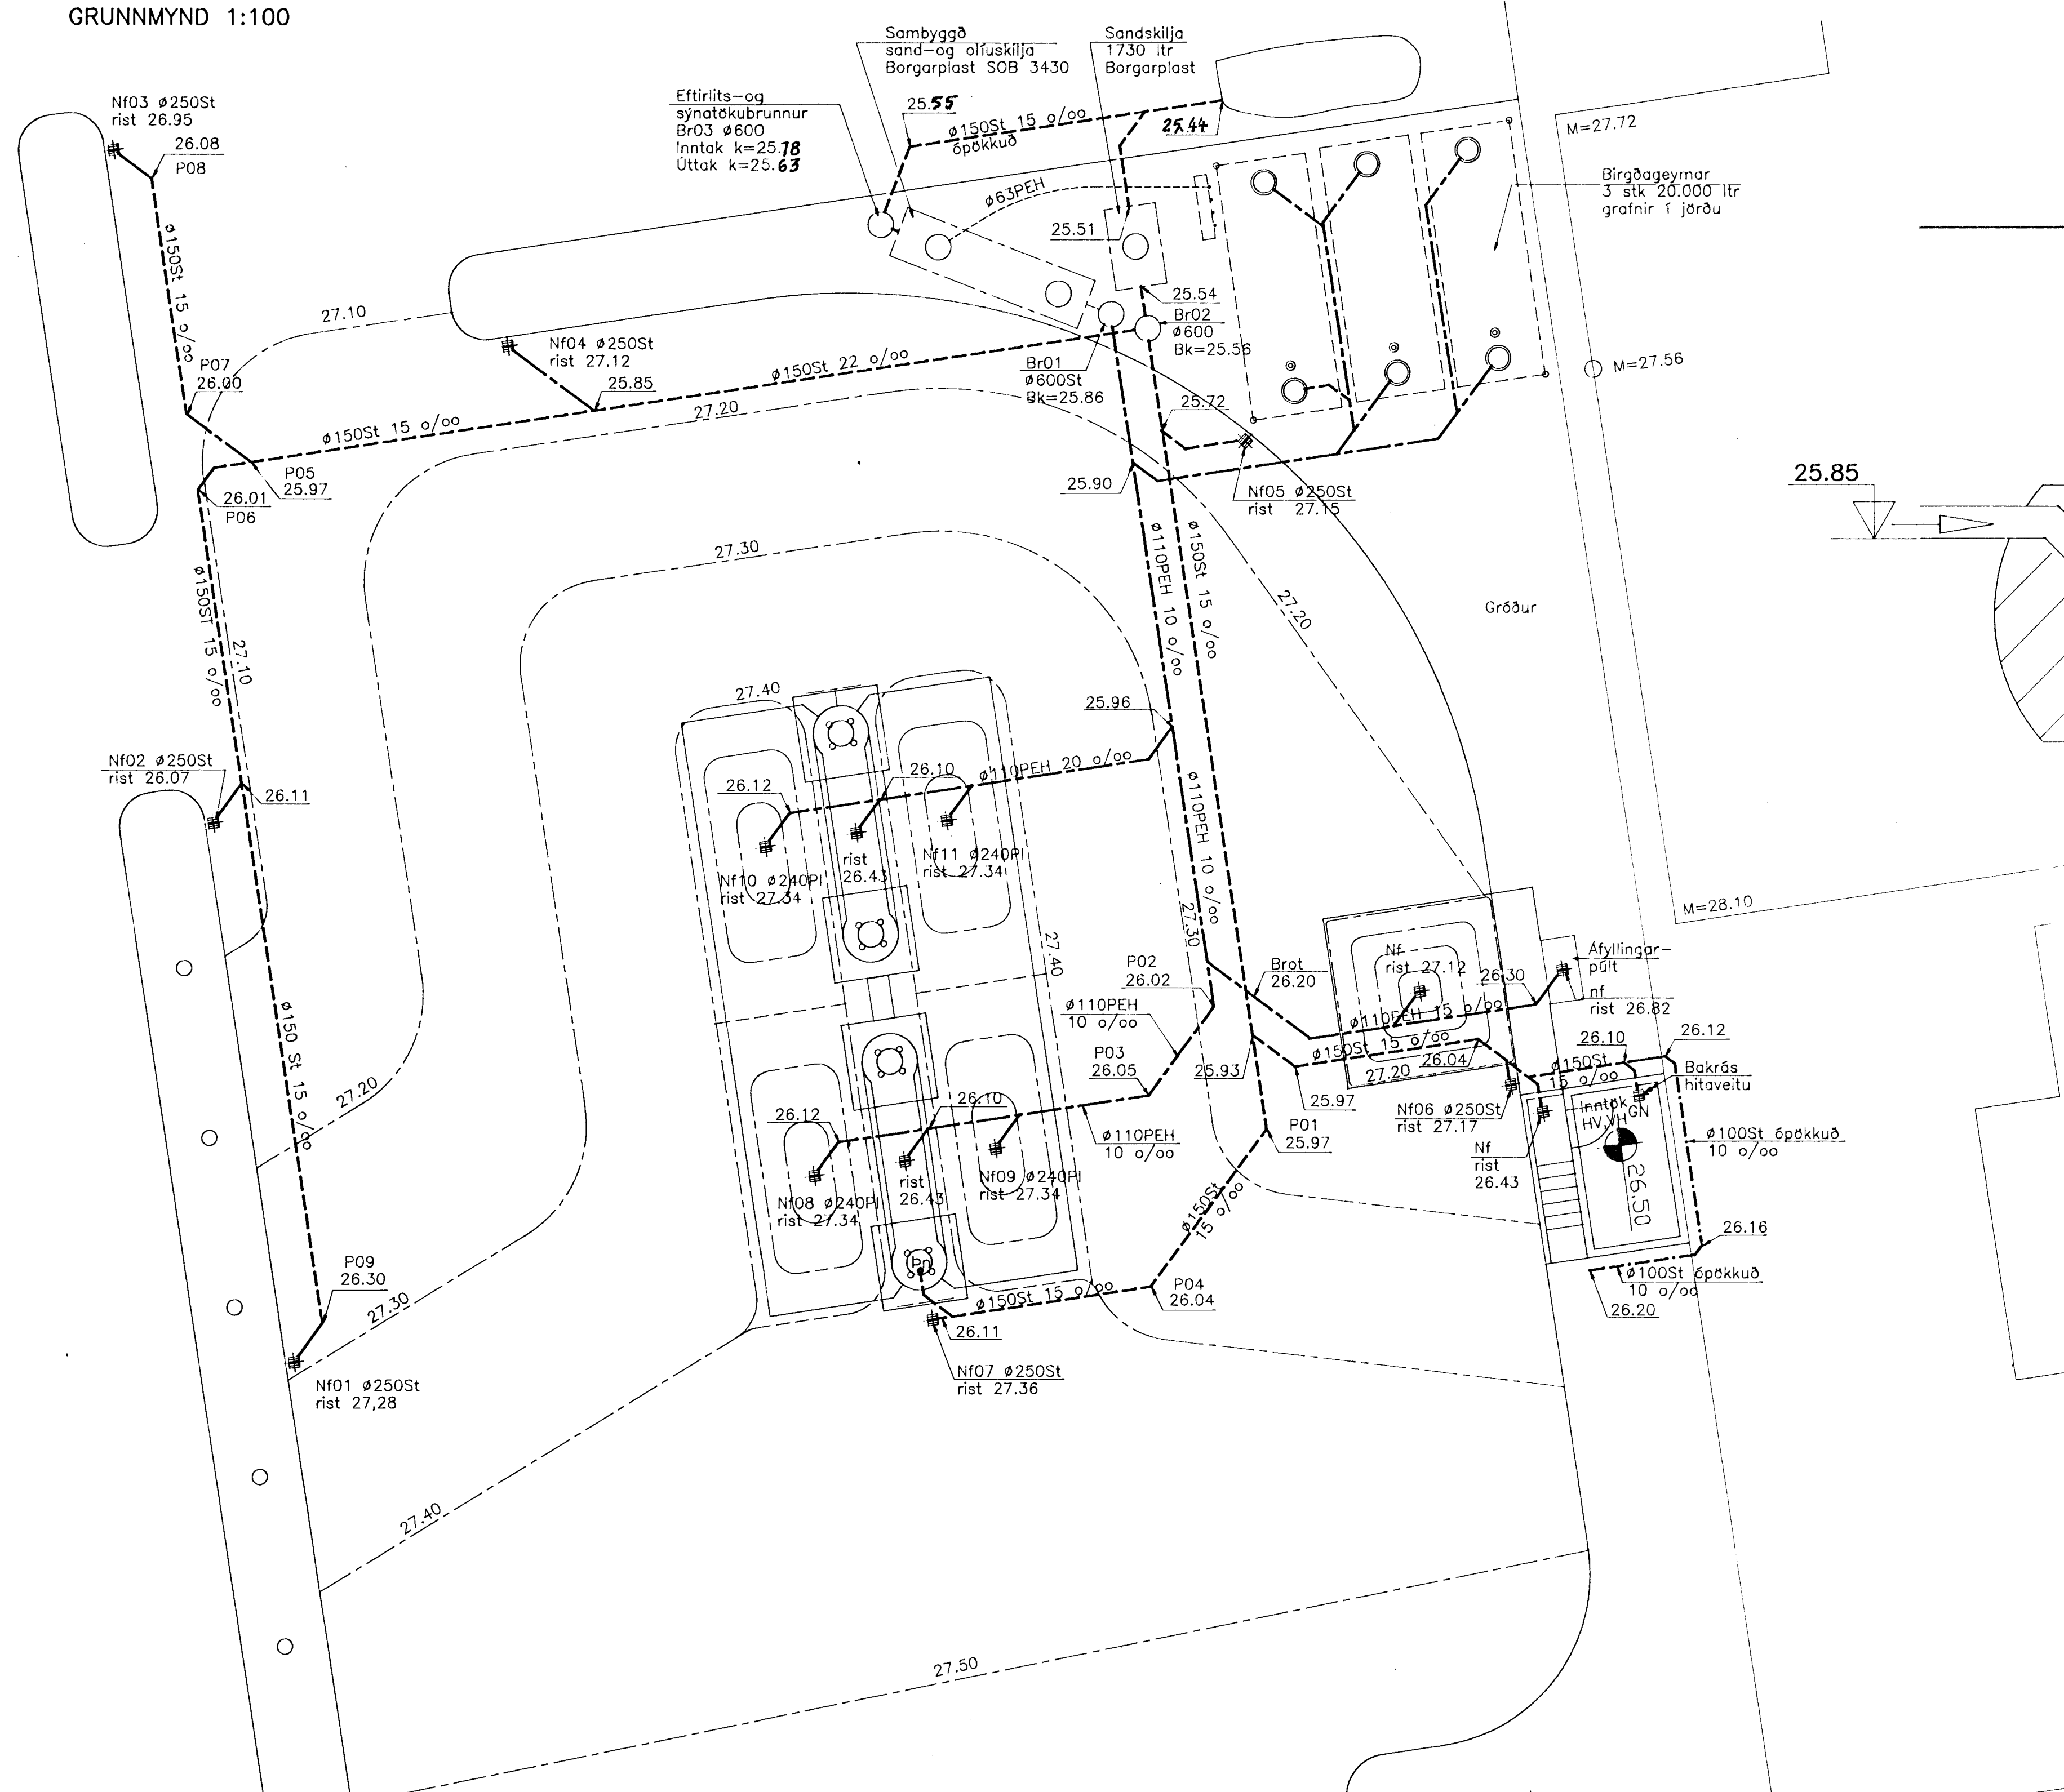 GRUNNMYND 1:100
Sambyggð
sand-og olíuskilja
Borgarplast SOB 3430
Sandskilja
1730 ltr
Borgarplast
Eftirlits-og
sýnatökubrunnur
Br03 ø600
Inntak k=25.78
Úttak k=25.63
25.55
ø150St 15 o/oo
ópökkuð
25.44
M=27.72
Nf03 ø250St
rist 26.95
26.08
P08
Birgðageymar
3 stk 20.000 ltr
grafnir í jörðu
ø63PEH
25.51
ø150St 15 o/oo
25.54
Br02
ø600
Bk=25.56
27.10
Nf04 ø250St
rist 27.12
P07
26.00
25.85
ø150St 22 o/oo
Br01
ø600St
Bk=25.86
M=27.56
27.20
25.72
ø150St 15 o/oo
P05
25.97
26.01
P06
25.90
Nf05 ø250St
rist 27.15
25.85
27.30
ø110PEH 10 o/oo
ø150St 15 o/oo
27.20
Gróður
ø150ST 15 o/oo
27.10
27.40
25.96
Nf02 ø250St
rist 26.07
26.11
26.12
26.10
ø110PEH 20 o/oo
ø110PEH 10 o/oo
rist
26.43
Nf11 ø240Pl
rist 27.34
Nf10 ø240Pl
rist 27.34
27.30
27.40
M=28.10
P02
26.02
Brot
26.20
Nf
rist 27.12
26.30
Áfyllingar-
púlt
nf
rist 26.82
ø110PEH
10 o/oo
ø110PEH 15 o/oo
ø150 St 15 o/oo
P03
26.05
25.93
ø150St 15 o/oo
26.04
27.20
26.10
26.12
ø150St
15 o/oo
Bakrás
hitaveitu
25.97
27.20
26.12
26.10
ø110PEH
10 o/oo
P01
25.97
Nf06 ø250St
rist 27.17
Inntök
HV,VH
GN
Nf
rist
26.43
ø100St ópökkuð
10 o/oo
26.50
Nf08 ø240Pl
rist 27.34
rist
26.43
Nf09 ø240Pl
rist 27.34
ø150St
15 o/oo
26.16
P09
26.30
Þn
P04
26.04
ø150St 15 o/oo
ø100St ópökkuð
10 o/oo
26.20
27.30
26.11
Nf07 ø250St
rist 27.36
Nf01 ø250St
rist 27,28
27.40
27.50